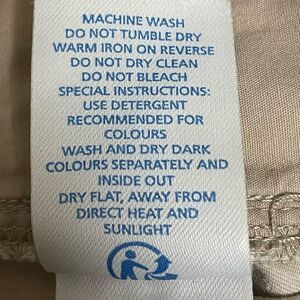 MACHINE WASH
DO NOT TUMBLE DRY
WARM IRON ON REVERSE
DO NOT DRY CLEAN
DO NOT BLEACH
SPECIAL INSTRUCTIONS:
USE DETERGENT
RECOMMENDED FOR
COLOURS
WASH AND DRY DARK
COLOURS SEPARATELY AND
INSIDE OUT
DRY FLAT, AWAY FROM
DIRECT HEAT AND
SUNLIGHT